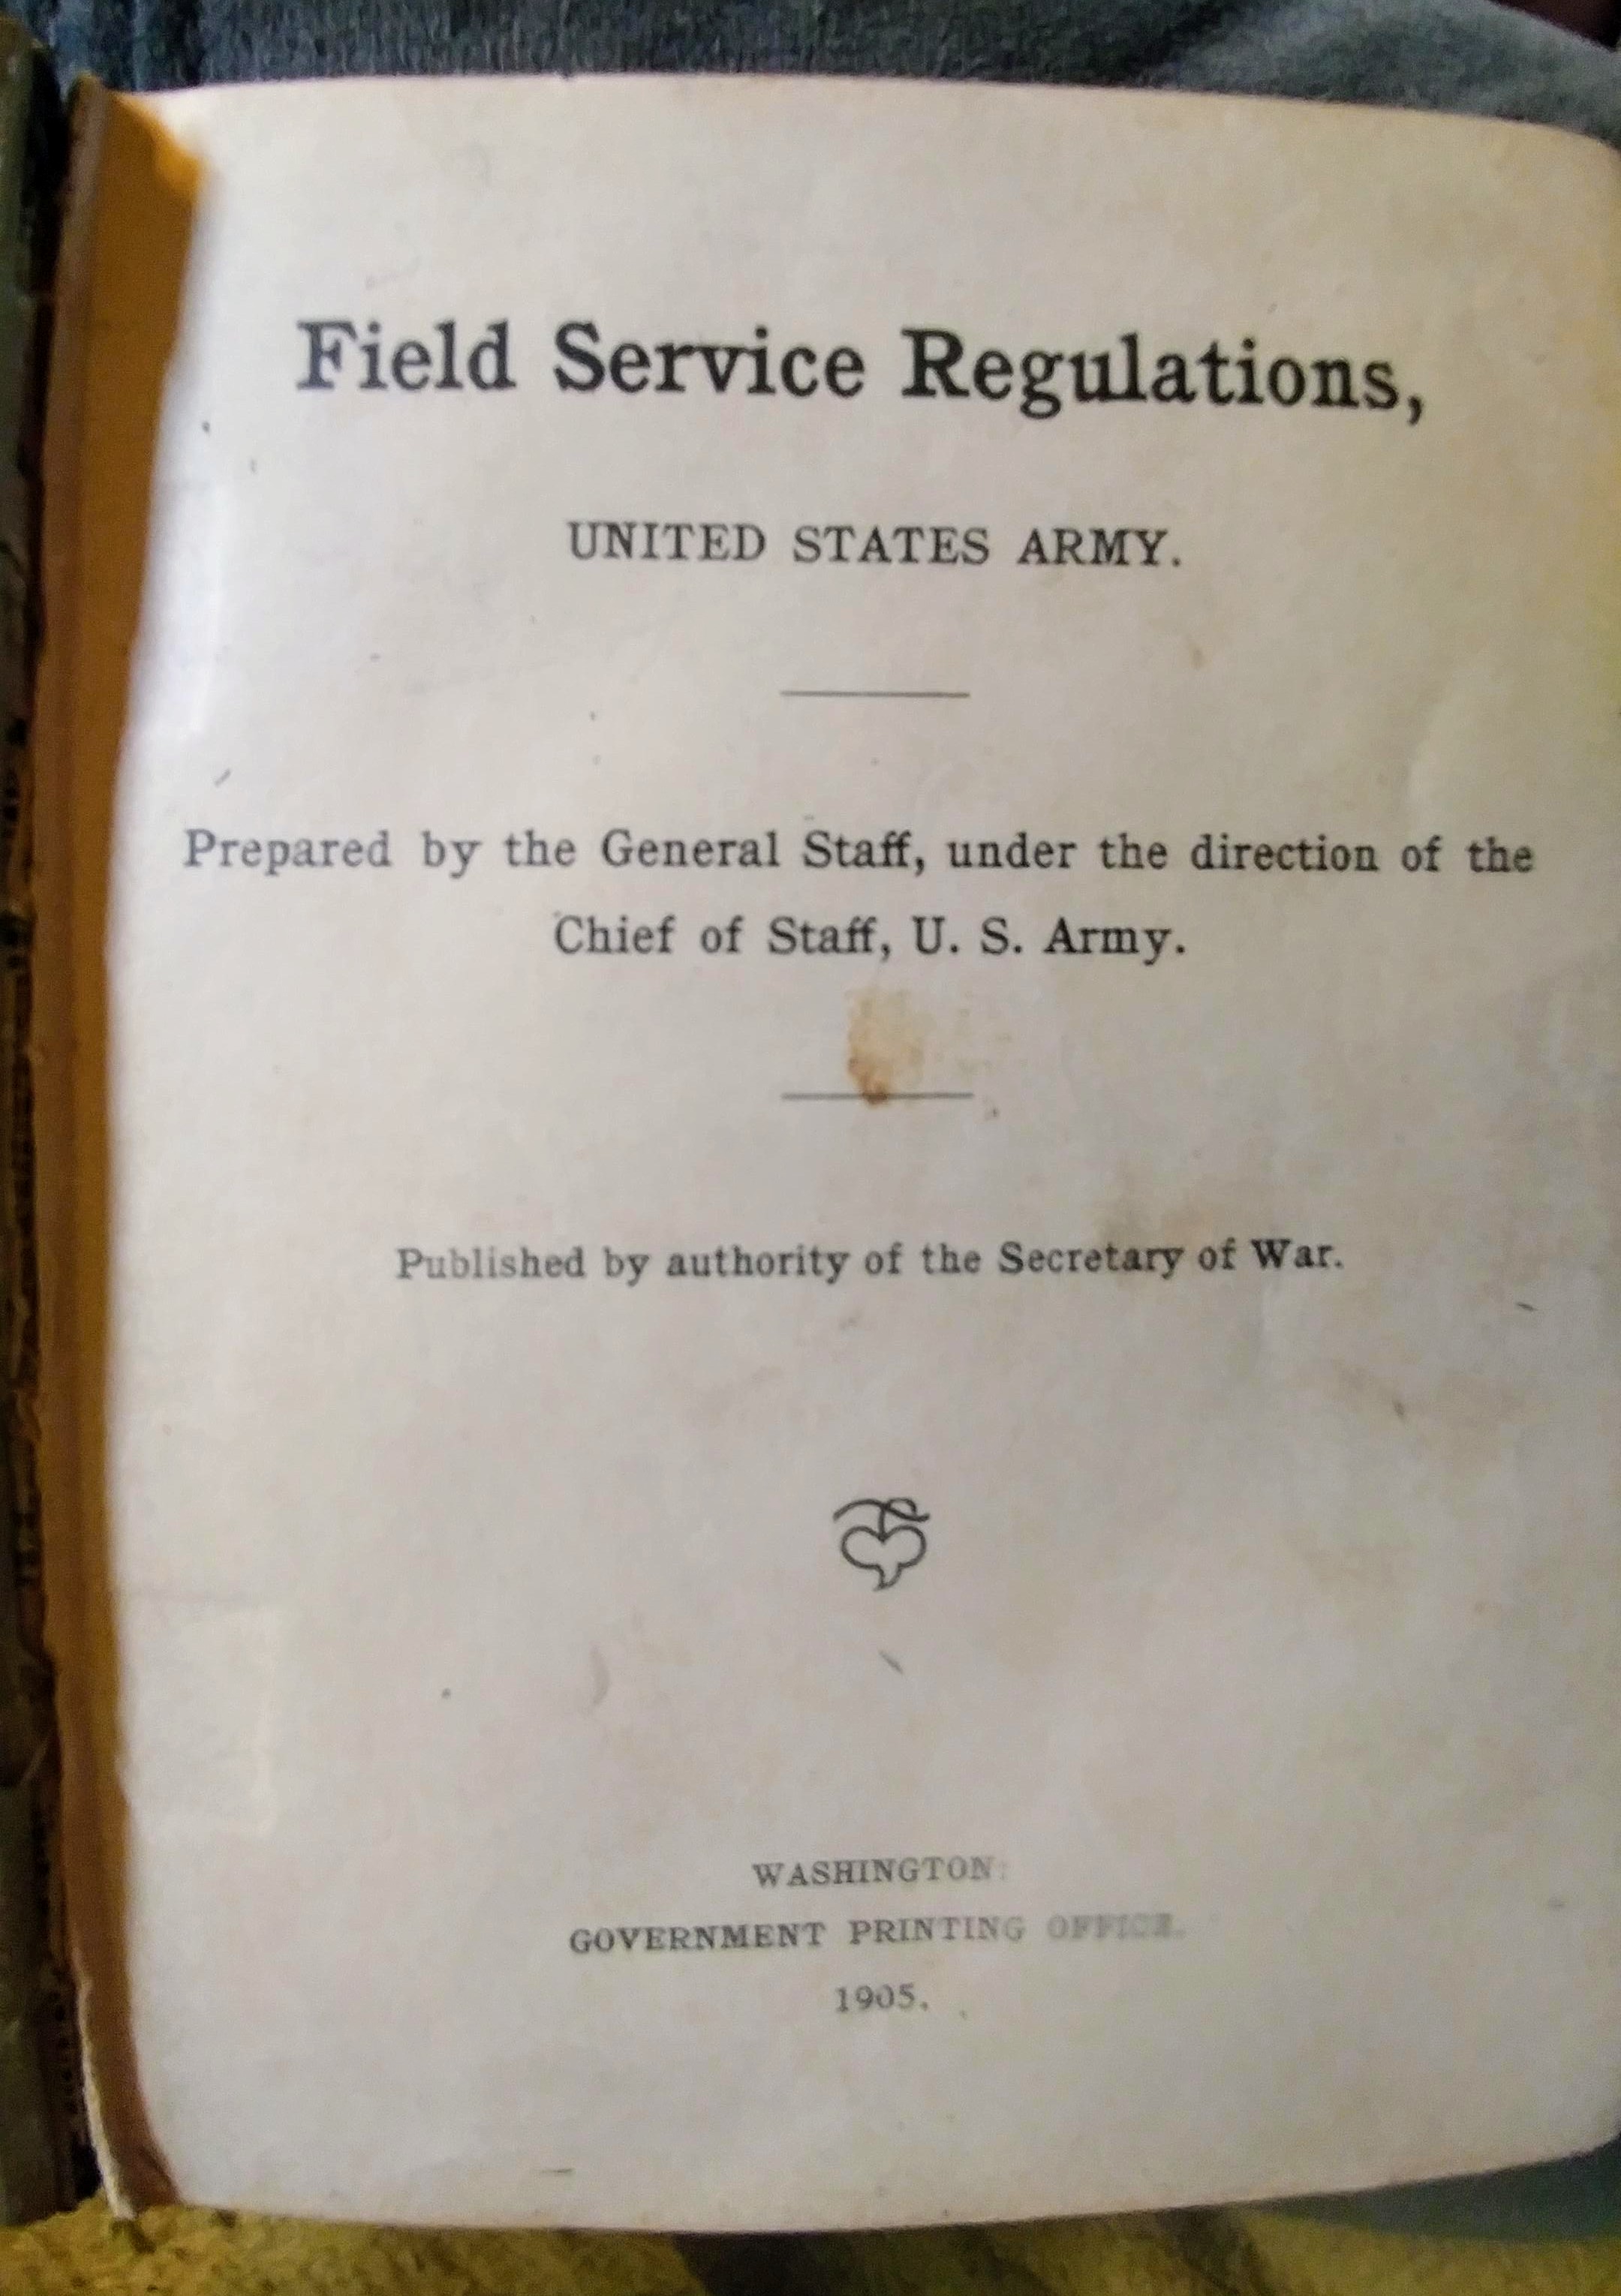 Field Service Regulations,
UNITED STATES ARMY.
Prepared by the General Staff, under the direction of the
Chief of Staff, U. S. Army.
Published by authority of the Secretary of War.
WASHINGTON:
GOVERNMENT PRINTING OFFICE.
1905.